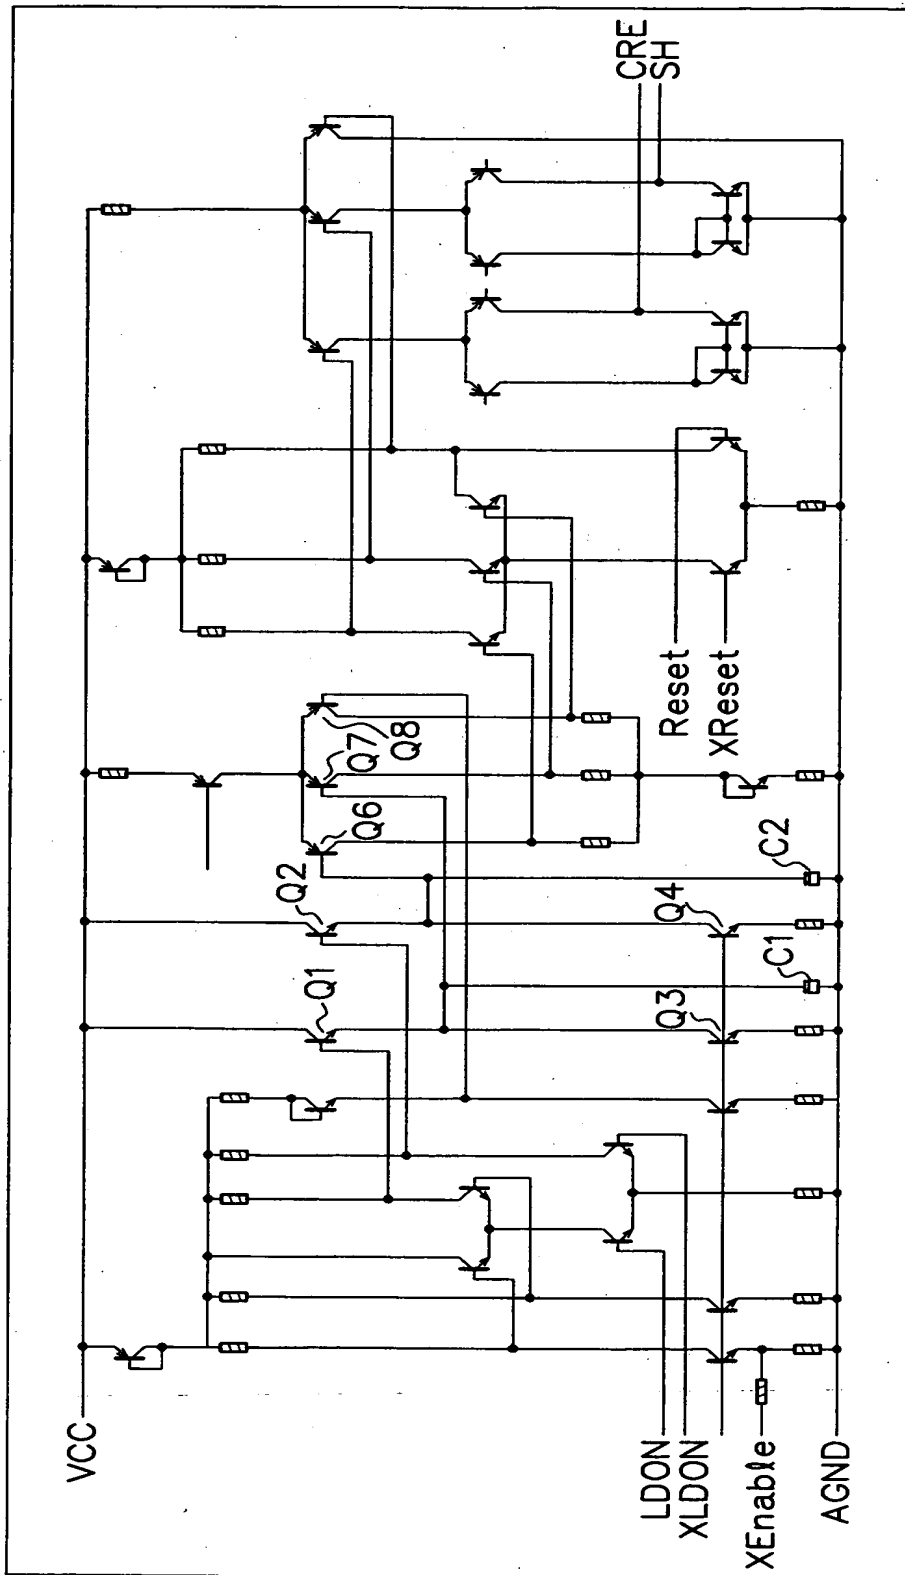 VCC
LDON
XLDON
XEnable
AGND
Q1
Q2
Q3
Q4
C1
C2
Q6
Q7
Q8
Reset
XReset
CRE
SH